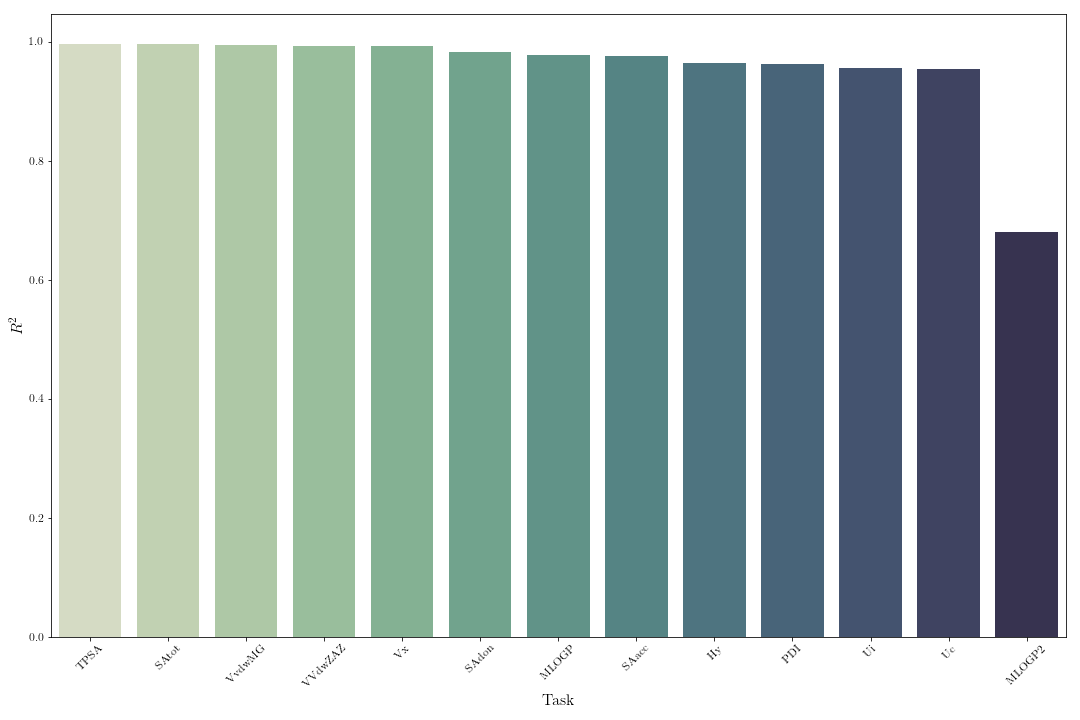 1.0
0.8
0.6
0.4
0.2
0.0
R²
TPSA
SAtot
VvdwMG
VVdwZAZ
Vx
SAdon
MLOGP
SAacc
Hy
PDI
Ui
Uc
MLOGP2
Task